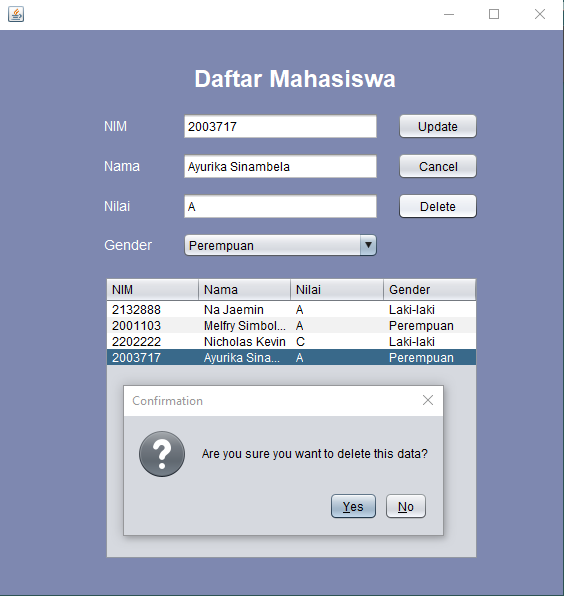 Daftar Mahasiswa
NIM 2003717 Update
Nama Ayurika Sinambela Cancel
Nilai A Delete
Gender Perempuan
NIM Nama Nilai Gender
2132888 Na Jaemin A Laki-laki
2001103 Melfry Simbol... A Perempuan
2202222 Nicholas Kevin C Laki-laki
2003717 Ayurika Sina... A Perempuan
Confirmation
Are you sure you want to delete this data?
Yes No